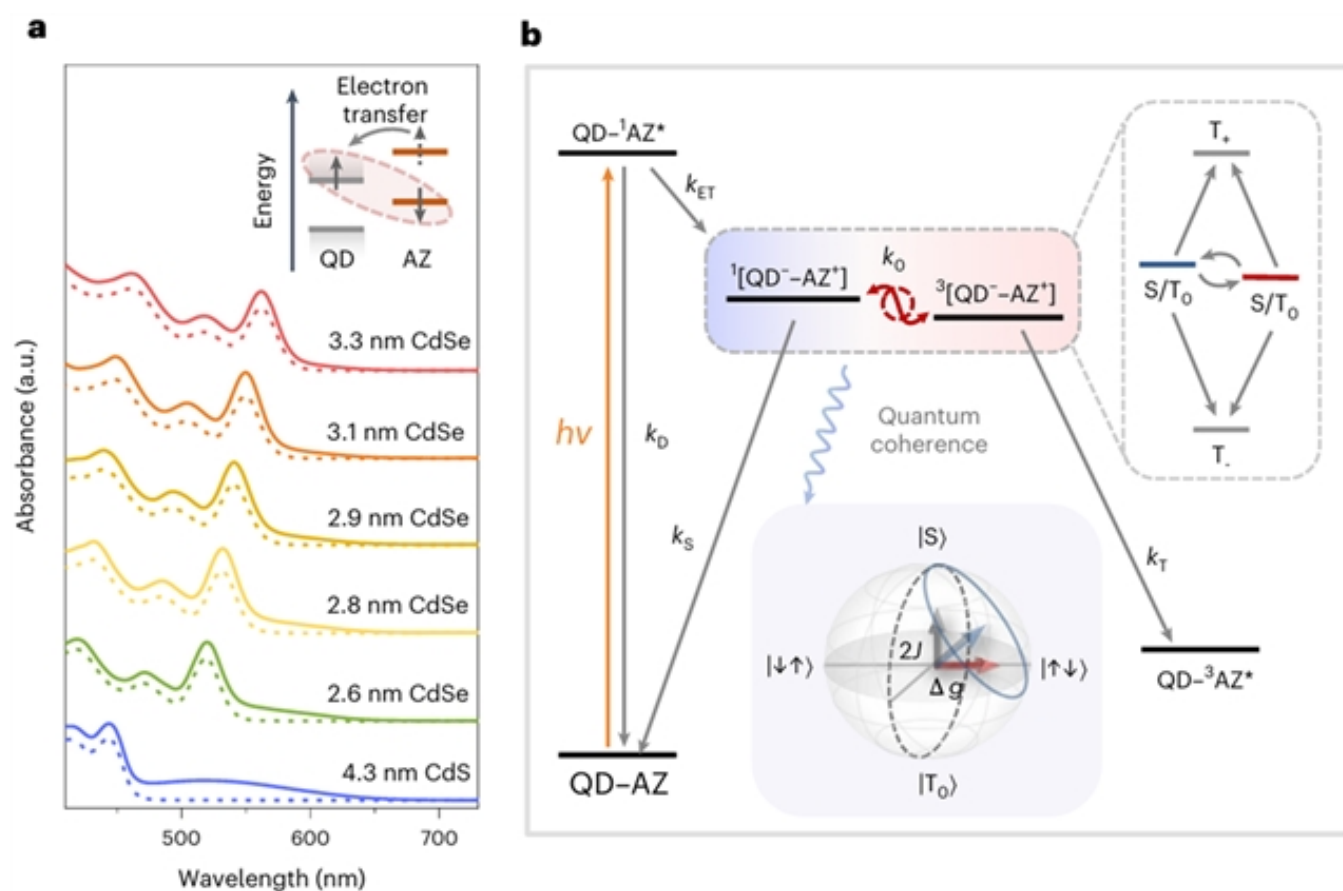 a
Electron
transfer
Energy
QD
AZ
3.3 nm CdSe
3.1 nm CdSe
2.9 nm CdSe
2.8 nm CdSe
2.6 nm CdSe
4.3 nm CdS
Absorbance (a.u.)
500
600
700
Wavelength (nm)
b
QD–¹AZ*
k_ET
¹[QD⁻–AZ⁺]
k_O
³[QD⁻–AZ⁺]
T₊
S/T₀
S/T₀
T₋
hν
k_D
Quantum
coherence
k_S
k_T
|S⟩
|↓↑⟩
2J
Δg
|↑↓⟩
|T₀⟩
QD–AZ
QD–³AZ*